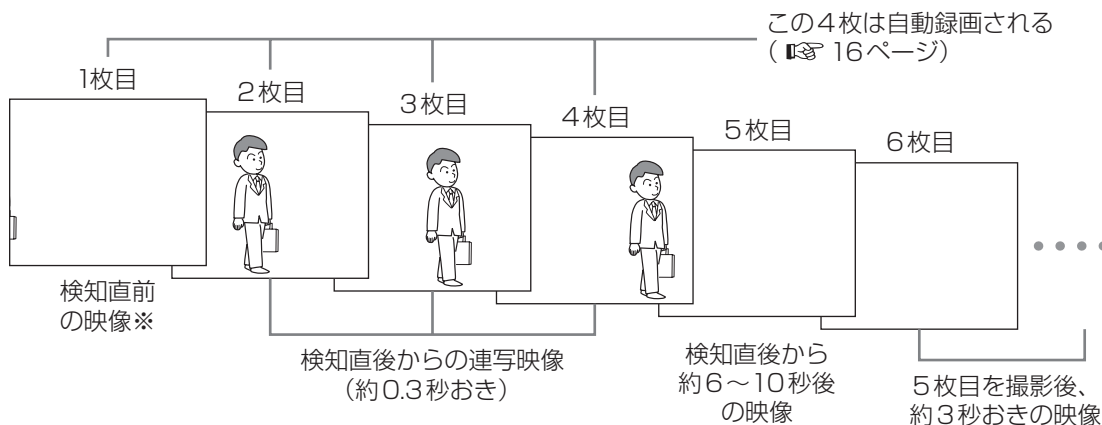 この4枚は自動録画される
(☞ 16ページ)
1枚目
2枚目
3枚目
4枚目
5枚目
6枚目
検知直前
の映像※
検知直後からの連写映像
(約0.3秒おき)
検知直後から
約6〜10秒後
の映像
5枚目を撮影後、
約3秒おきの映像